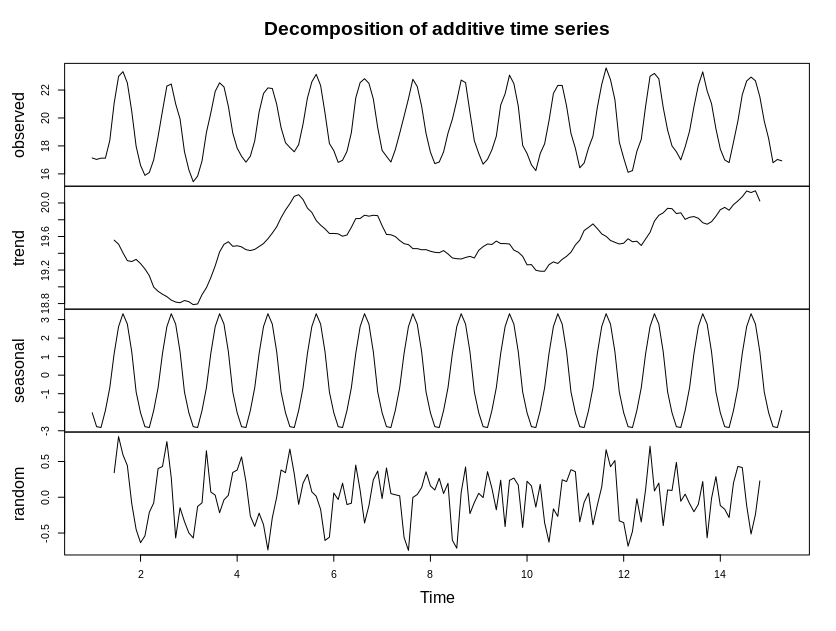 Decomposition of additive time series
observed
16 18 20 22
trend
18.8 19.2 19.6 20.0
seasonal
-3 -1 0 1 2 3
random
-0.5 0.0 0.5
2 4 6 8 10 12 14
Time